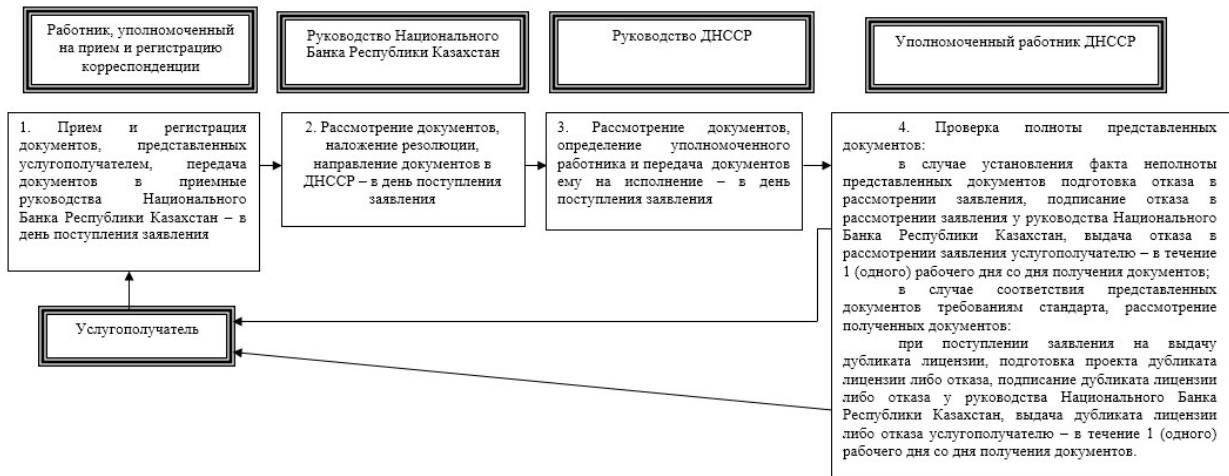 Работник, уполномоченный
на прием и регистрацию
корреспонденции
Руководство Национального
Банка Республики Казахстан
Руководство ДНССР
Уполномоченный работник ДНССР
1. Прием и регистрация
документов, представленных
услугополучателем, передача
документов в приемные
руководства Национального
Банка Республики Казахстан – в
день поступления заявления
2. Рассмотрение документов,
наложение резолюции,
направление документов в
ДНССР – в день поступления
заявления
3. Рассмотрение документов,
определение уполномоченного
работника и передача документов
ему на исполнение – в день
поступления заявления
4. Проверка полноты представленных
документов:
в случае установления факта неполноты
представленных документов подготовка отказа в
рассмотрении заявления, подписание отказа в
рассмотрении заявления у руководства Национального
Банка Республики Казахстан, выдача отказа в
рассмотрении заявления услугополучателю – в течение
1 (одного) рабочего дня со дня получения документов;
в случае соответствия представленных
документов требованиям стандарта, рассмотрение
полученных документов:
при поступлении заявления на выдачу
дубликата лицензии, подготовка проекта дубликата
лицензии либо отказа, подписание дубликата лицензии
либо отказа у руководства Национального Банка
Республики Казахстан, выдача дубликата лицензии
либо отказа услугополучателю – в течение 1 (одного)
рабочего дня со дня получения документов.
Услугополучатель